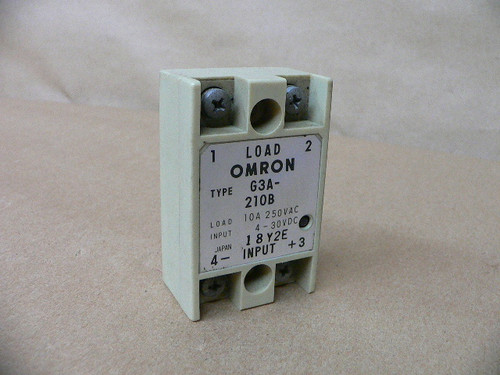 1 LOAD 2
OMRON
TYPE G3A-
210B
LOAD 10A 250VAC
INPUT 4-30VDC
JAPAN 18Y2E
4- INPUT +3